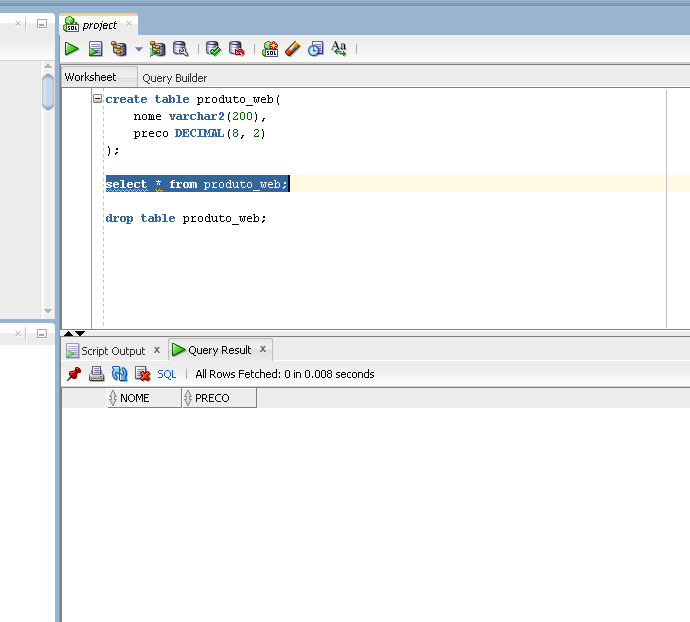 project
Worksheet
Query Builder
create table produto_web(
    nome varchar2(200),
    preco DECIMAL(8, 2)
);
select * from produto_web;
drop table produto_web;
Script Output x
Query Result x
SQL | All Rows Fetched: 0 in 0.008 seconds
NOME PRECO